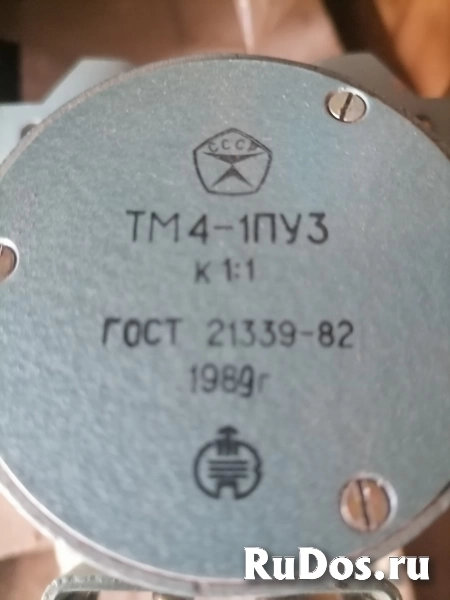 СССР
ТМ4-1ПУ3
К 1:1
ГОСТ 21339-82
1989г
RuDos.ru